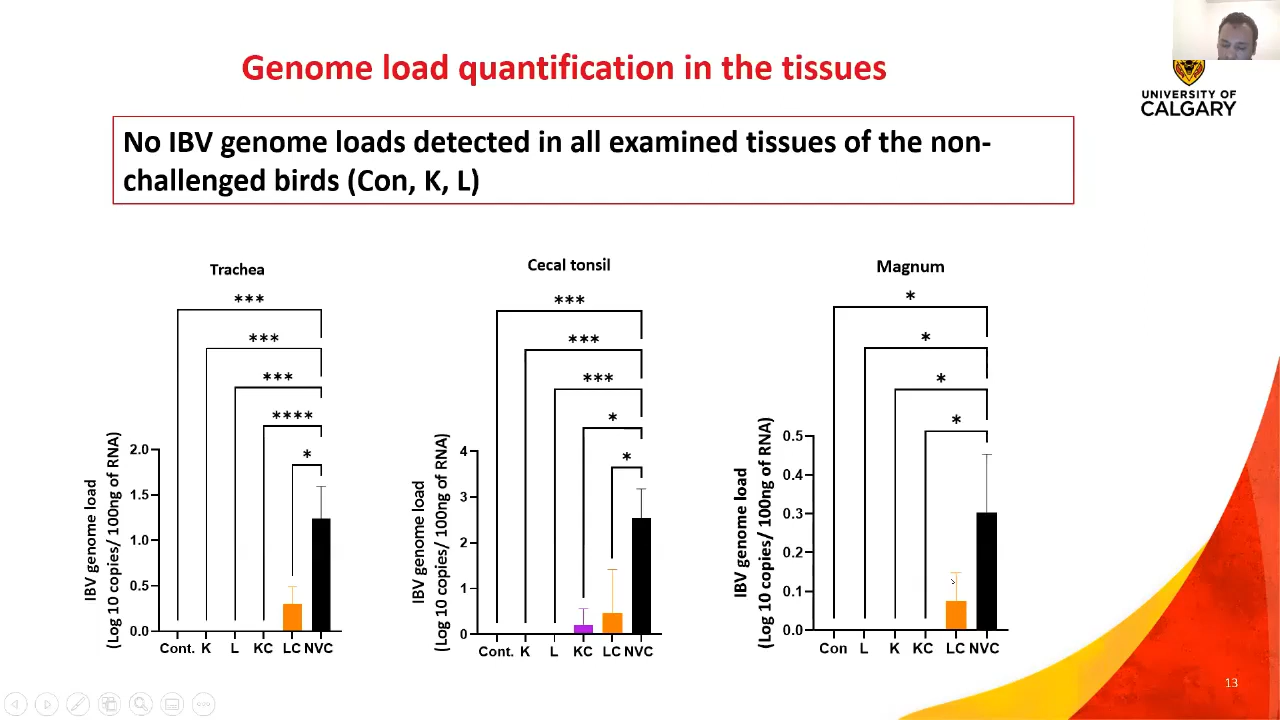 Genome load quantification in the tissues
UNIVERSITY OF
CALGARY
No IBV genome loads detected in all examined tissues of the non-
challenged birds (Con, K, L)
Trachea
***
***
***
****
*
IBV genome load
(Log 10 copies/ 100ng of RNA)
2.0
1.5
1.0
0.5
0.0
Cont. K L KC LC NVC
Cecal tonsil
***
***
***
*
*
IBV genome load
(Log 10 copies/ 100ng of RNA)
4
3
2
1
0
Cont. K L KC LC NVC
Magnum
*
*
*
*
IBV genome load
(Log 10 copies/ 100ng of RNA)
0.5
0.4
0.3
0.2
0.1
0.0
Con L K KC LC NVC
13